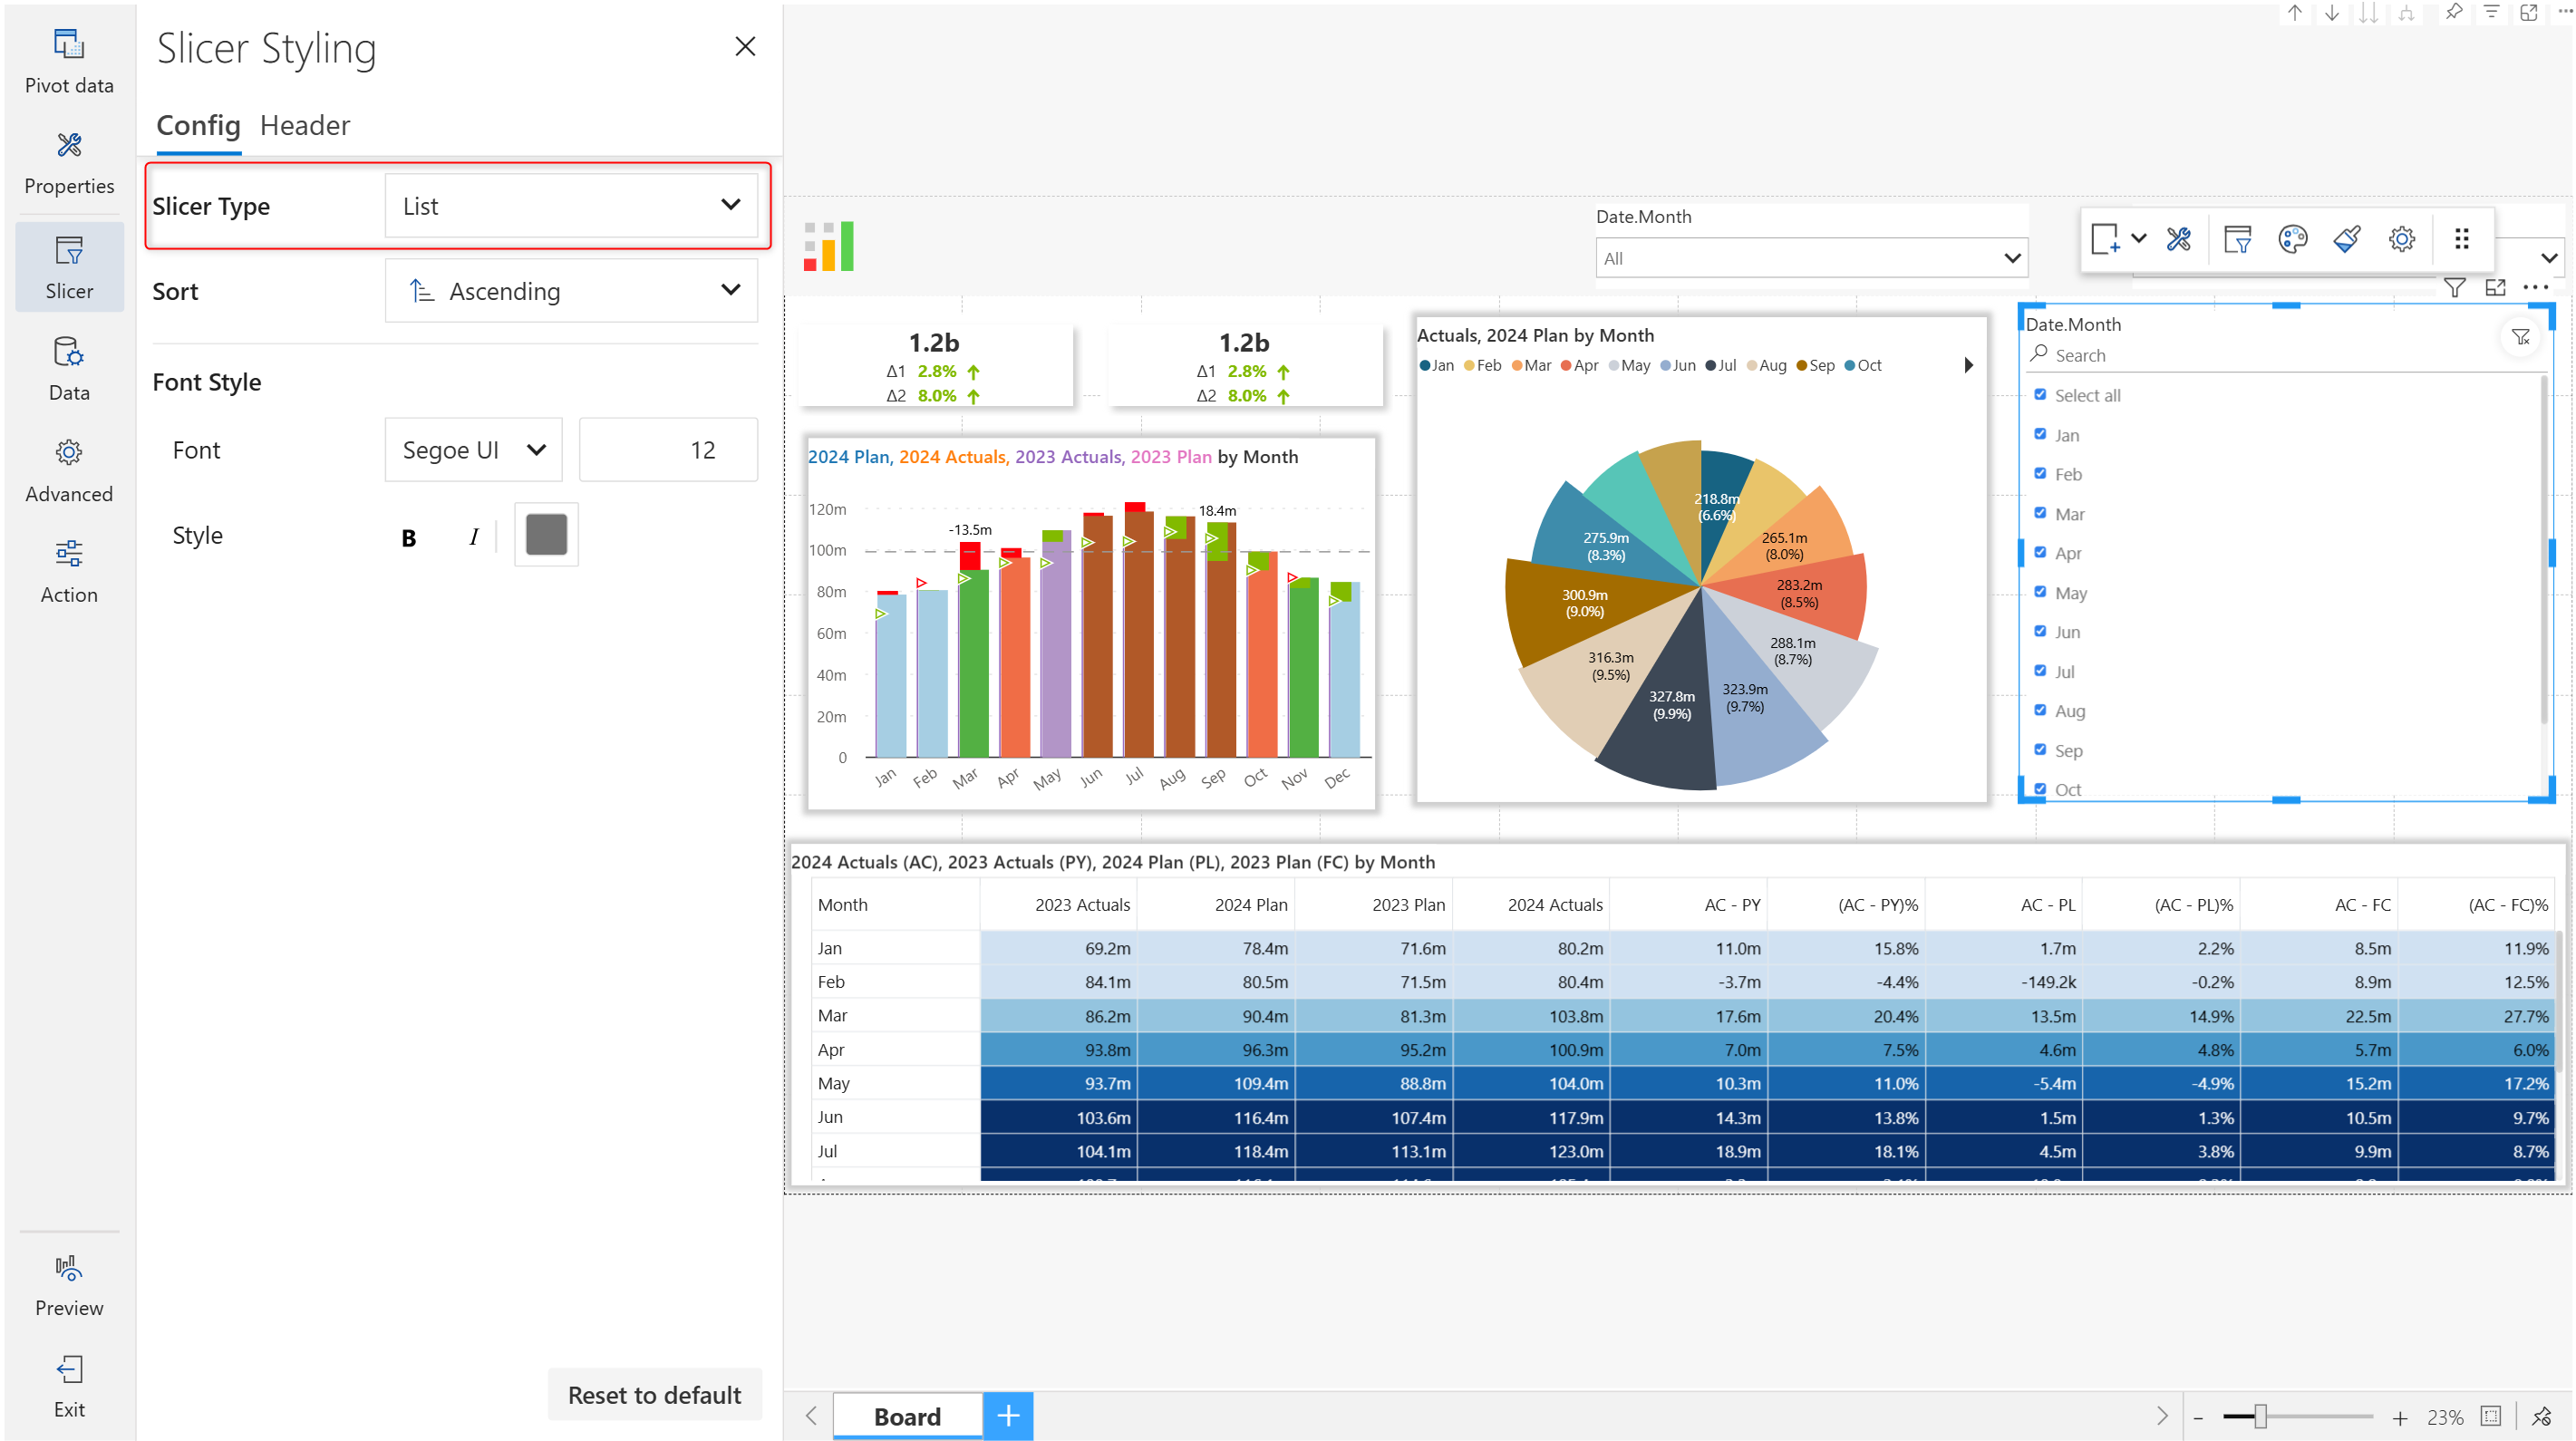 Pivot data
Properties
Slicer
Data
Advanced
Action
Preview
Exit
Slicer Styling
Config Header
Slicer Type List
Sort Ascending
Font Style
Font Segoe UI 12
Style B I
Reset to default
Date.Month
All
1.2b
Δ1 2.8%
Δ2 8.0%
1.2b
Δ1 2.8%
Δ2 8.0%
2024 Plan, 2024 Actuals, 2023 Actuals, 2023 Plan by Month
120m
100m
80m
60m
40m
20m
0
-13.5m
18.4m
Jan Feb Mar Apr May Jun Jul Aug Sep Oct Nov Dec
Actuals, 2024 Plan by Month
Jan Feb Mar Apr May Jun Jul Aug Sep Oct
218.8m
(6.6%)
265.1m
(8.0%)
283.2m
(8.5%)
288.1m
(8.7%)
323.9m
(9.7%)
327.8m
(9.9%)
316.3m
(9.5%)
300.9m
(9.0%)
275.9m
(8.3%)
Date.Month
Search
Select all
Jan
Feb
Mar
Apr
May
Jun
Jul
Aug
Sep
Oct
2024 Actuals (AC), 2023 Actuals (PY), 2024 Plan (PL), 2023 Plan (FC) by Month
Month 2023 Actuals 2024 Plan 2023 Plan 2024 Actuals AC - PY (AC - PY)% AC - PL (AC - PL)% AC - FC (AC - FC)%
Jan 69.2m 78.4m 71.6m 80.2m 11.0m 15.8% 1.7m 2.2% 8.5m 11.9%
Feb 84.1m 80.5m 71.5m 80.4m -3.7m -4.4% -149.2k -0.2% 8.9m 12.5%
Mar 86.2m 90.4m 81.3m 103.8m 17.6m 20.4% 13.5m 14.9% 22.5m 27.7%
Apr 93.8m 96.3m 95.2m 100.9m 7.0m 7.5% 4.6m 4.8% 5.7m 6.0%
May 93.7m 109.4m 88.8m 104.0m 10.3m 11.0% -5.4m -4.9% 15.2m 17.2%
Jun 103.6m 116.4m 107.4m 117.9m 14.3m 13.8% 1.5m 1.3% 10.5m 9.7%
Jul 104.1m 118.4m 113.1m 123.0m 18.9m 18.1% 4.5m 3.8% 9.9m 8.7%
Board
23%